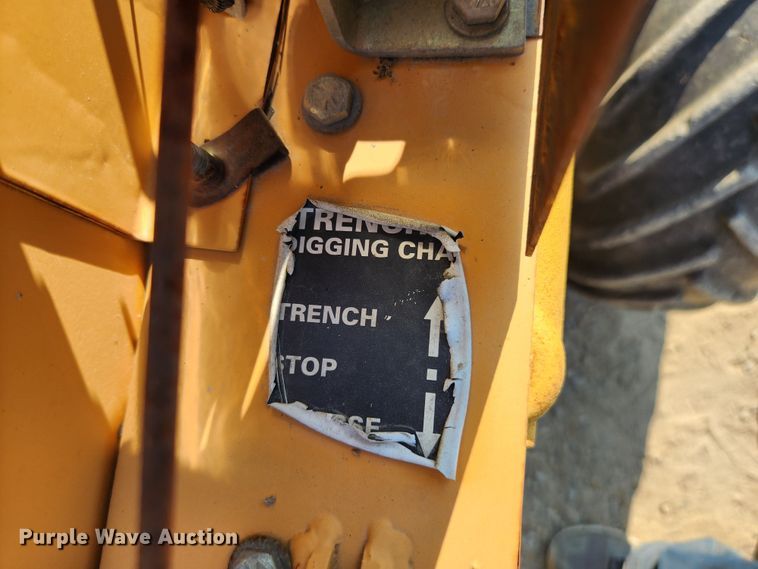 TRENCH
DIGGING CHA
TRENCH
STOP
Purple Wave Auction